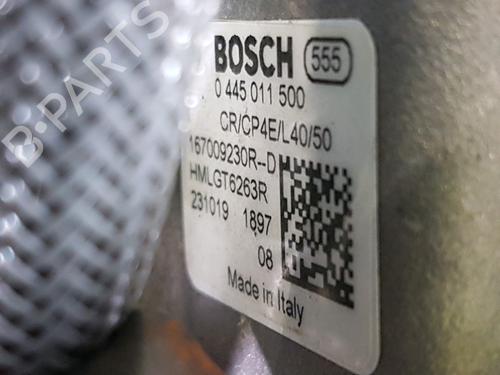 B-PARTS
BOSCH 555
0 445 011 500
CR/CP4E/L40/50
167009230R--D
HMLGT6263R
231019 1897
08
Made in Italy